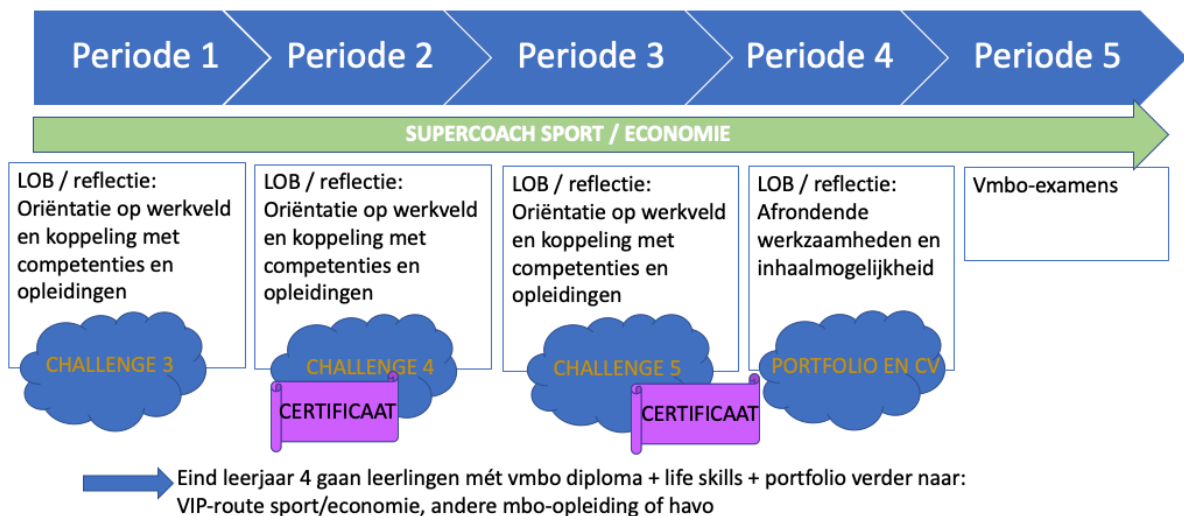 Periode 1
Periode 2
Periode 3
Periode 4
Periode 5
SUPERCOACH SPORT / ECONOMIE
LOB / reflectie:
Oriëntatie op werkveld
en koppeling met
competenties en
opleidingen
CHALLENGE 3
LOB / reflectie:
Oriëntatie op werkveld
en koppeling met
competenties en
opleidingen
CHALLENGE 4
CERTIFICAAT
LOB / reflectie:
Oriëntatie op werkveld
en koppeling met
competenties en
opleidingen
CHALLENGE 5
CERTIFICAAT
LOB / reflectie:
Afrondende
werkzaamheden en
inhaalmogelijkheid
PORTFOLIO EN CV
Vmbo-examens
Eind leerjaar 4 gaan leerlingen mét vmbo diploma + life skills + portfolio verder naar:
VIP-route sport/economie, andere mbo-opleiding of havo